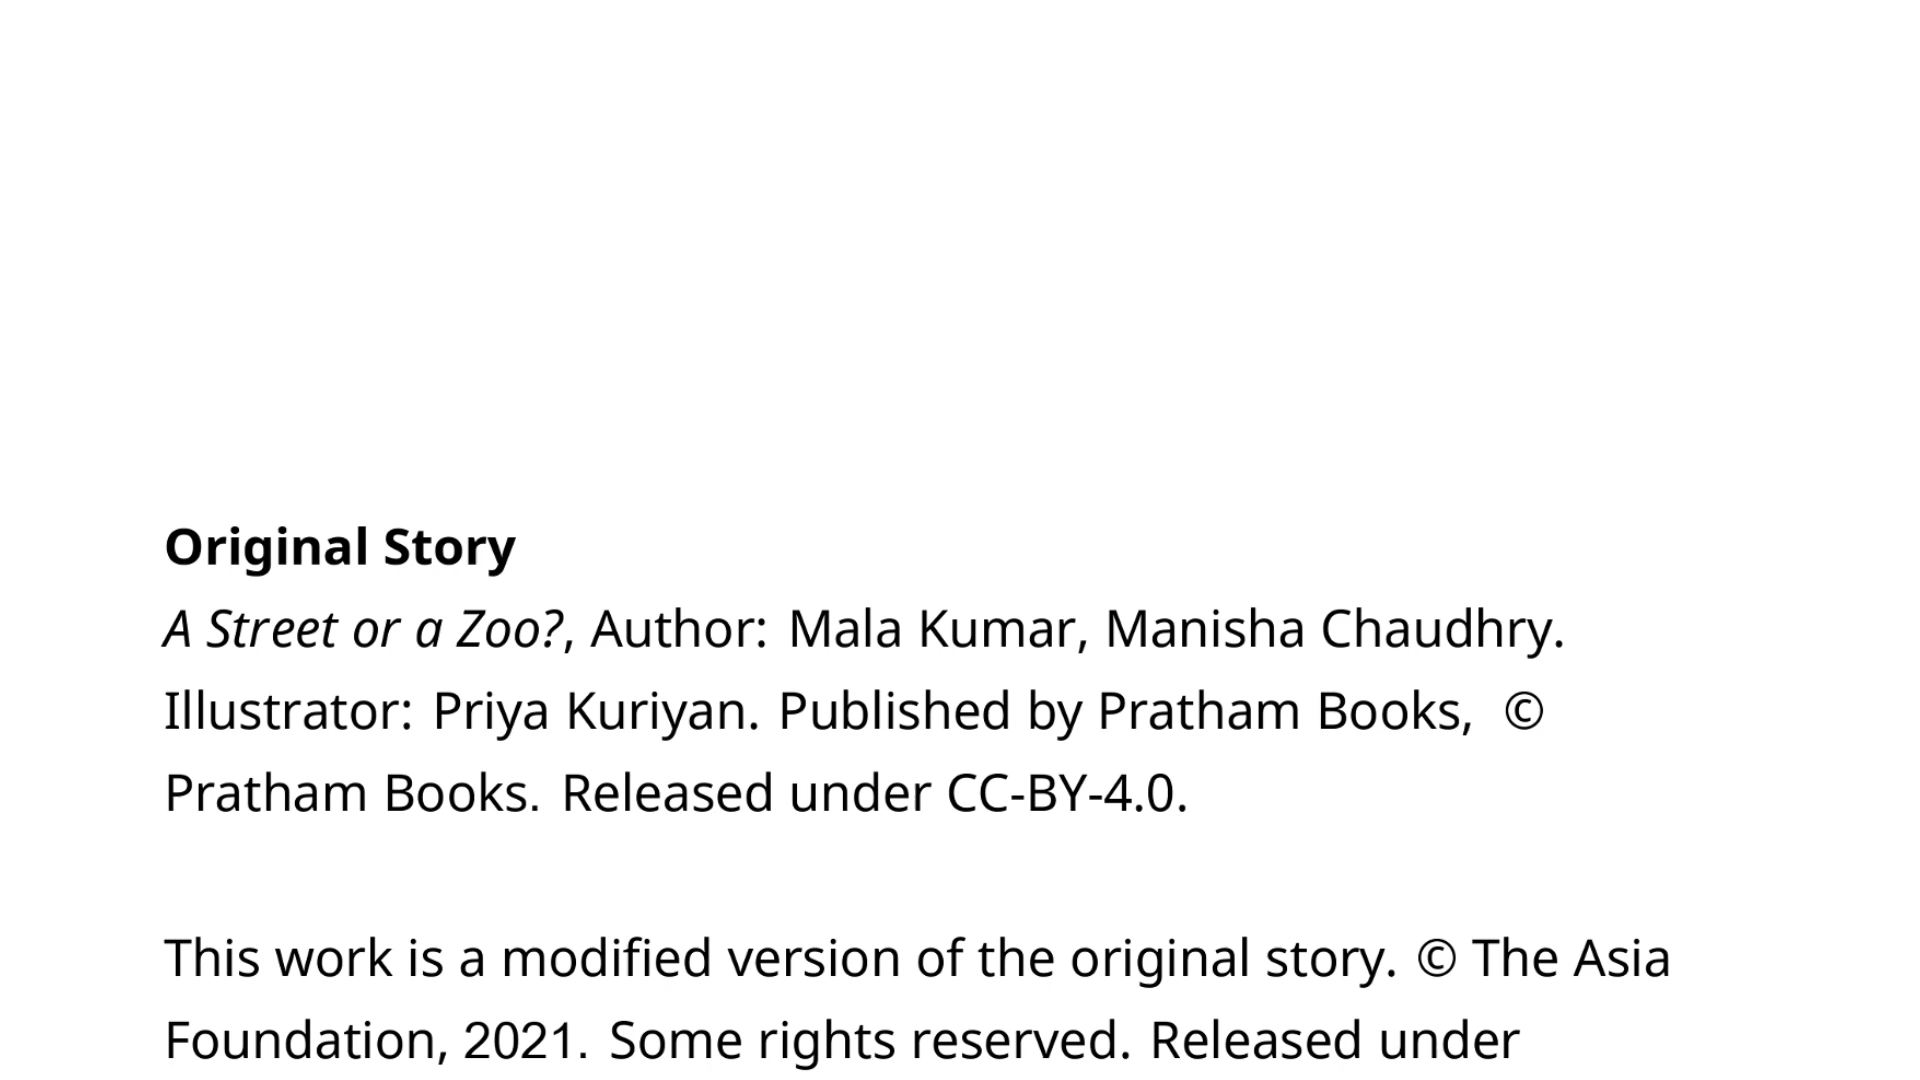 Original Story
A Street or a Zoo?, Author: Mala Kumar, Manisha Chaudhry.
Illustrator: Priya Kuriyan. Published by Pratham Books, ©
Pratham Books. Released under CC-BY-4.0.
This work is a modified version of the original story. © The Asia
Foundation, 2021. Some rights reserved. Released under